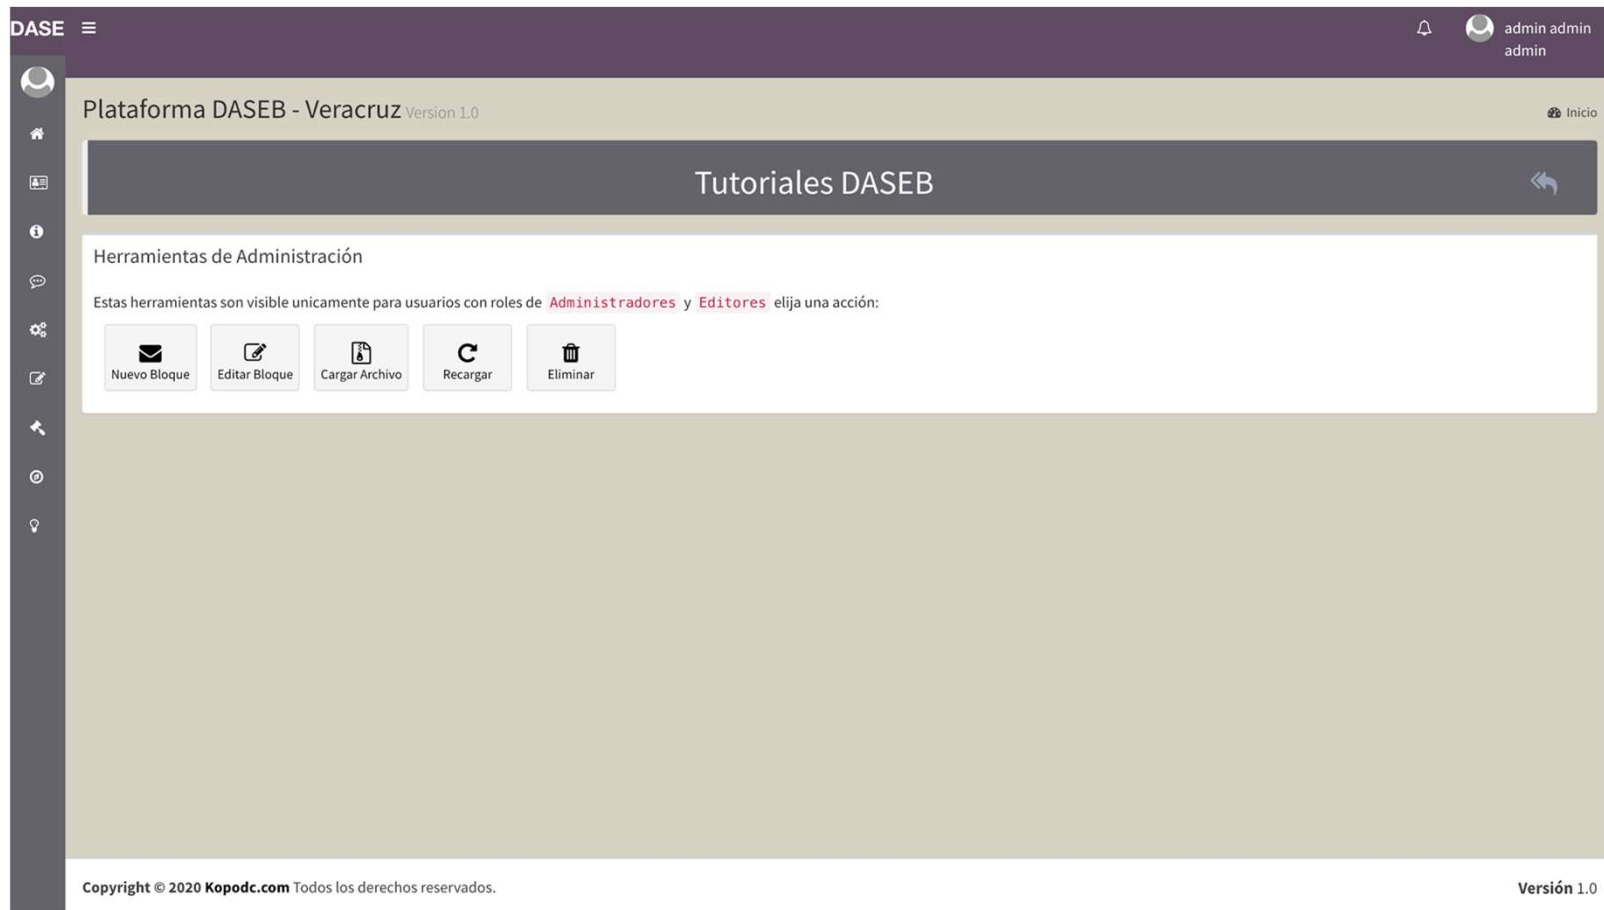 DASE
admin admin
admin
Plataforma DASEB - Veracruz Version 1.0
Inicio
Tutoriales DASEB
Herramientas de Administración
Estas herramientas son visible unicamente para usuarios con roles de Administradores y Editores elija una acción:
Nuevo Bloque
Editar Bloque
Cargar Archivo
Recargar
Eliminar
Copyright © 2020 Kopodc.com Todos los derechos reservados.
Versión 1.0